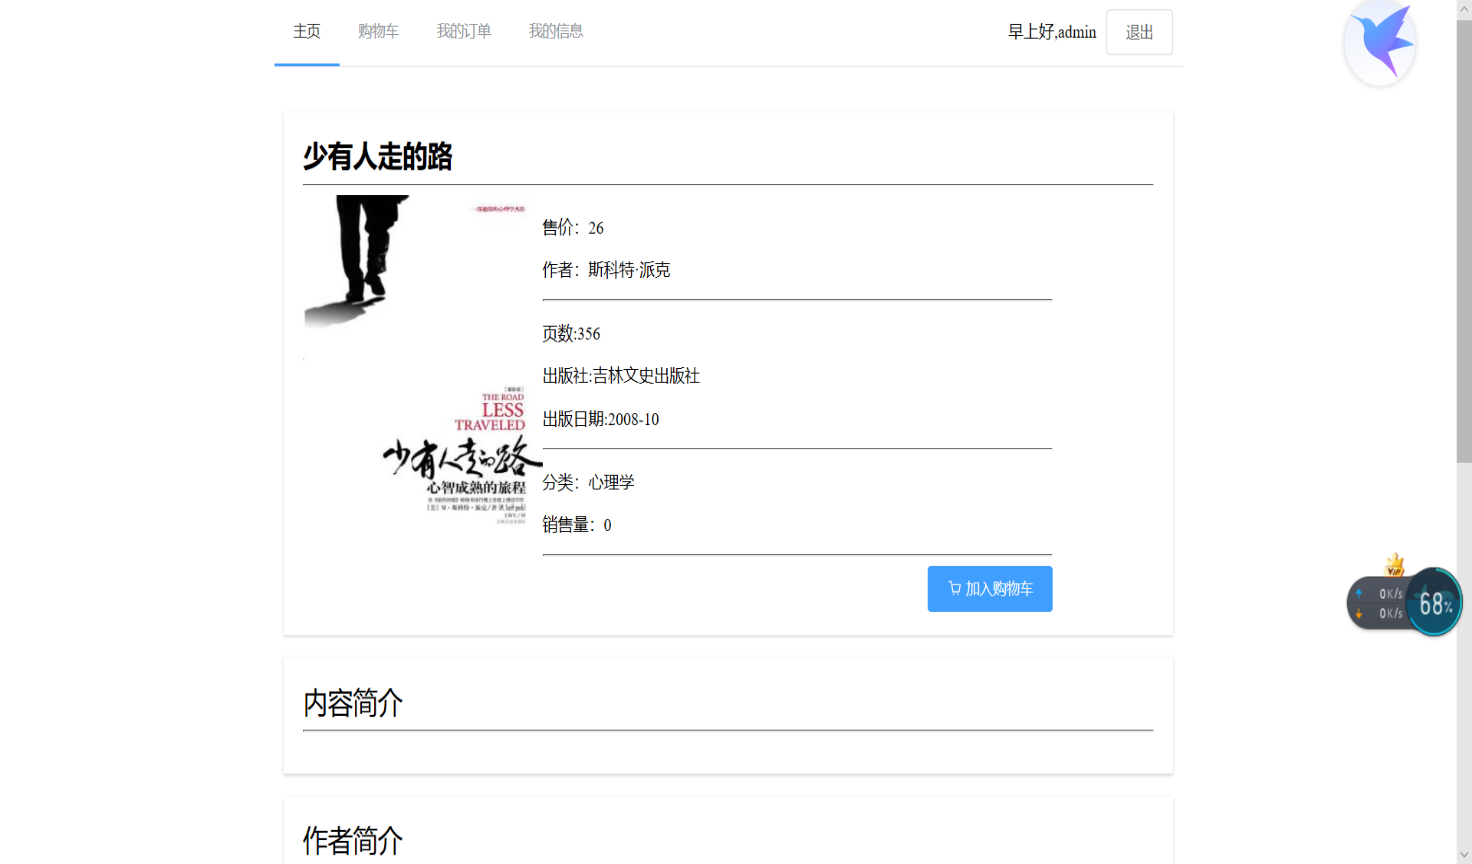 主页 购物车 我的订单 我的信息 早上好,admin 退出
少有人走的路
售价：26
作者：斯科特·派克
页数:356
出版社:吉林文史出版社
出版日期:2008-10
分类：心理学
销售量：0
加入购物车
THE ROAD
LESS
TRAVELED
少有人走的路
心智成熟的旅程
内容简介
作者简介
VIP
0K/s
0K/s
68%